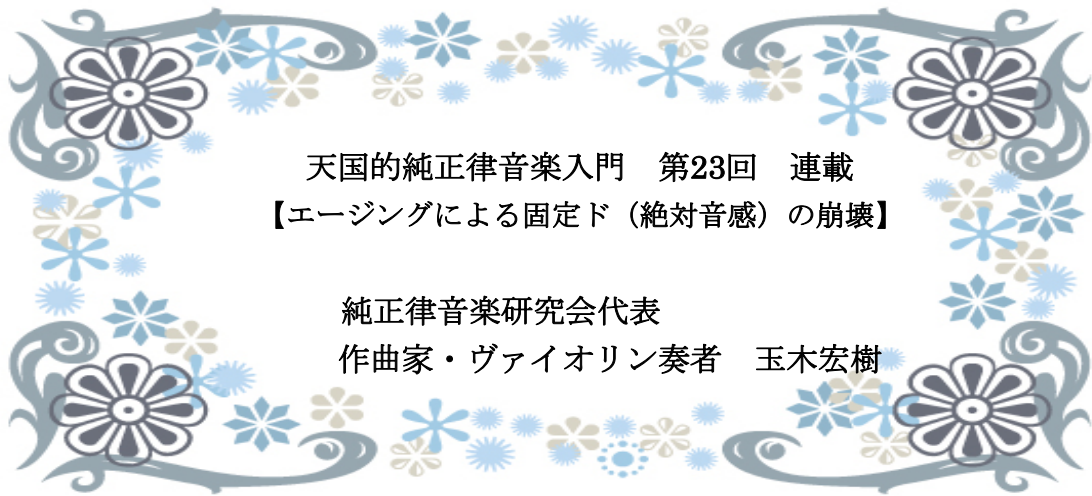 天国的純正律音楽入門　第23回　連載
【エージングによる固定ド（絶対音感）の崩壊】
純正律音楽研究会代表
作曲家・ヴァイオリン奏者　玉木宏樹